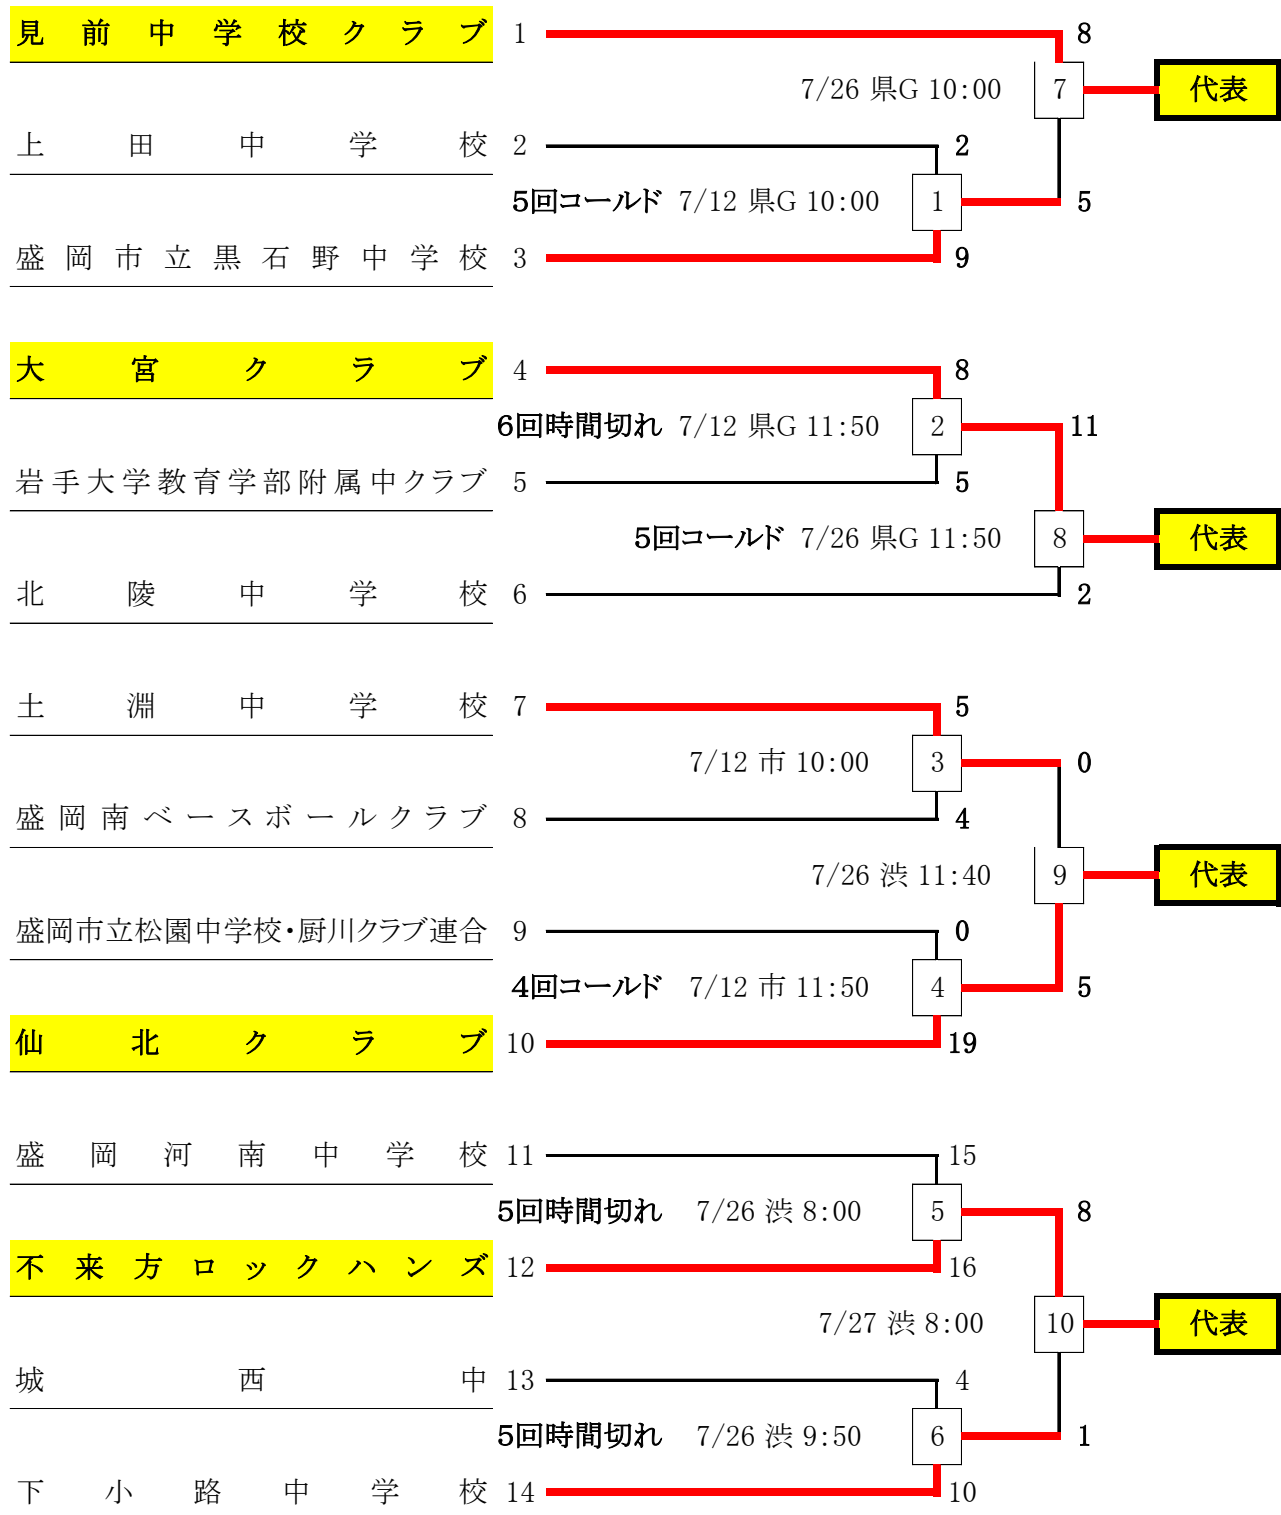 見前中学校クラブ 1 8
7/26 県G 10:00 7 代表
上田中学校 2 2
5回コールド 7/12 県G 10:00 1 5
盛岡市立黒石野中学校 3 9
大宮クラブ 4 8
6回時間切れ 7/12 県G 11:50 2 11
岩手大学教育学部附属中クラブ 5 5
5回コールド 7/26 県G 11:50 8 代表
北陵中学校 6 2
土淵中学校 7 5
7/12 市 10:00 3 0
盛岡南ベースボールクラブ 8 4
7/26 渋 11:40 9 代表
盛岡市立松園中学校・厨川クラブ連合 9 0
4回コールド 7/12 市 11:50 4 5
仙北クラブ 10 19
盛岡河南中学校 11 15
5回時間切れ 7/26 渋 8:00 5 8
不来方ロックハンズ 12 16
7/27 渋 8:00 10 代表
城西中 13 4
5回時間切れ 7/26 渋 9:50 6 1
下小路中学校 14 10